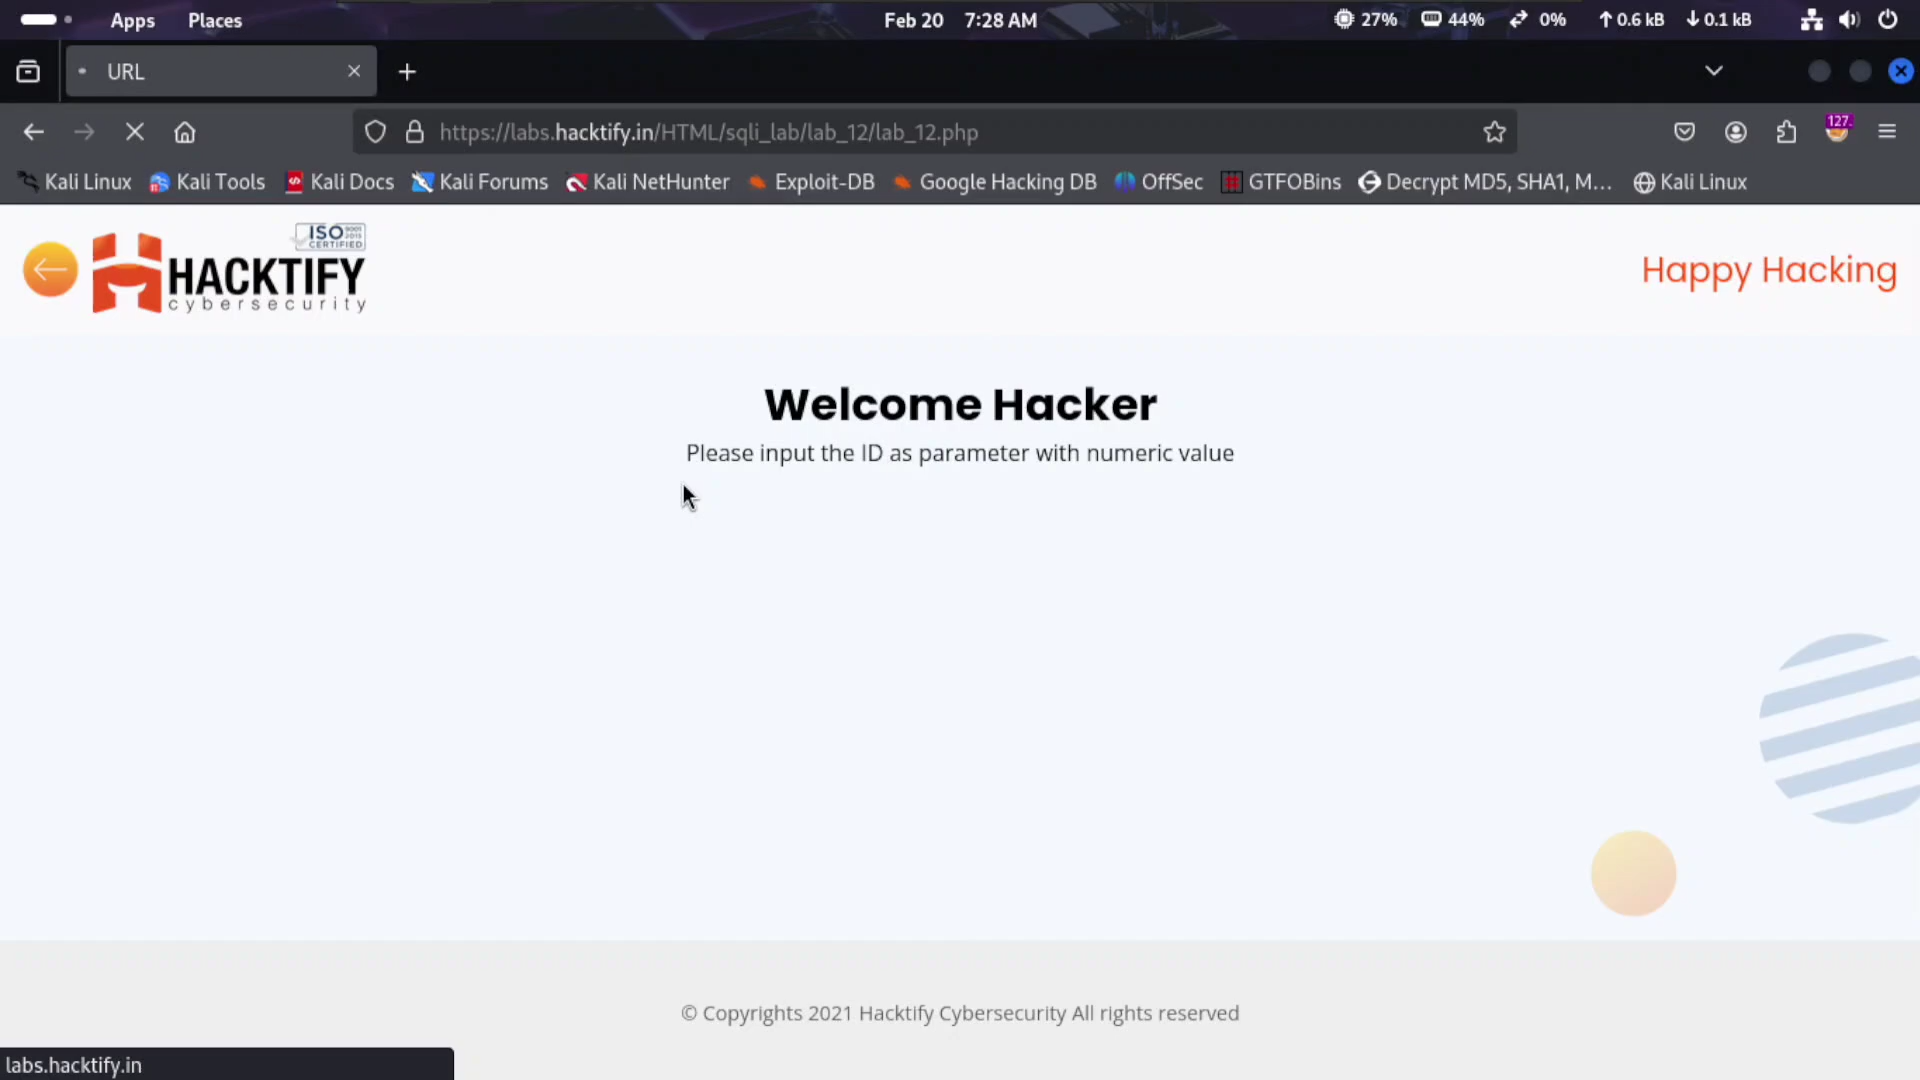 Apps Places Feb 20 7:28 AM 27% 44% 0% 0.6 kB 0.1 kB
URL
https://labs.hacktify.in/HTML/sqli_lab/lab_12/lab_12.php 127.
Kali Linux Kali Tools Kali Docs Kali Forums Kali NetHunter Exploit-DB Google Hacking DB OffSec GTFOBins Decrypt MD5, SHA1, M... Kali Linux
ISO 9001 2015
CERTIFIED
HACKTIFY
cybersecurity
Happy Hacking
Welcome Hacker
Please input the ID as parameter with numeric value
© Copyrights 2021 Hacktify Cybersecurity All rights reserved
labs.hacktify.in